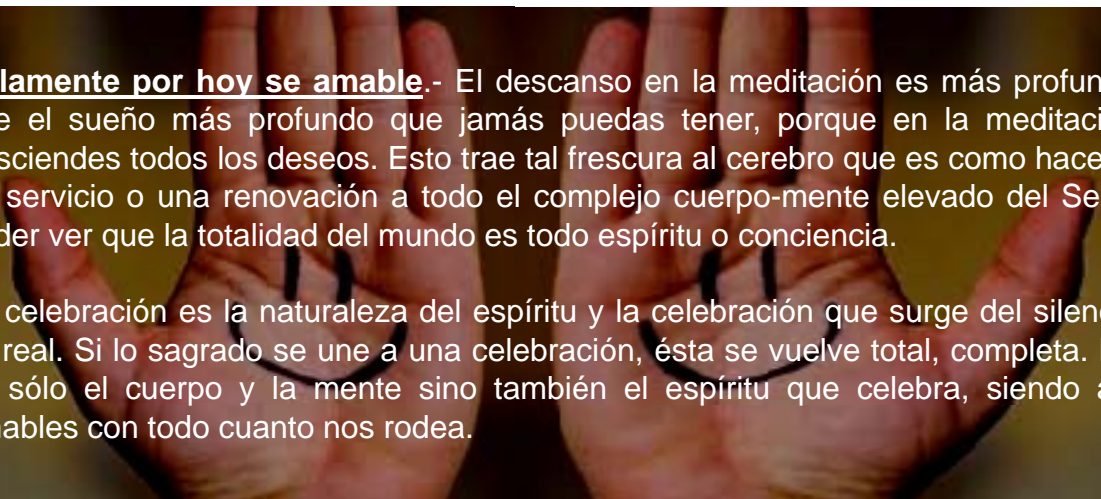 lamente por hoy se amable.- El descanso en la meditación es más profun
e el sueño más profundo que jamás puedas tener, porque en la meditaci
sciendes todos los deseos. Esto trae tal frescura al cerebro que es como hace
servicio o una renovación a todo el complejo cuerpo-mente elevado del Se
der ver que la totalidad del mundo es todo espíritu o conciencia.
celebración es la naturaleza del espíritu y la celebración que surge del silen
real. Si lo sagrado se une a una celebración, ésta se vuelve total, completa.
sólo el cuerpo y la mente sino también el espíritu que celebra, siendo a
ables con todo cuanto nos rodea.